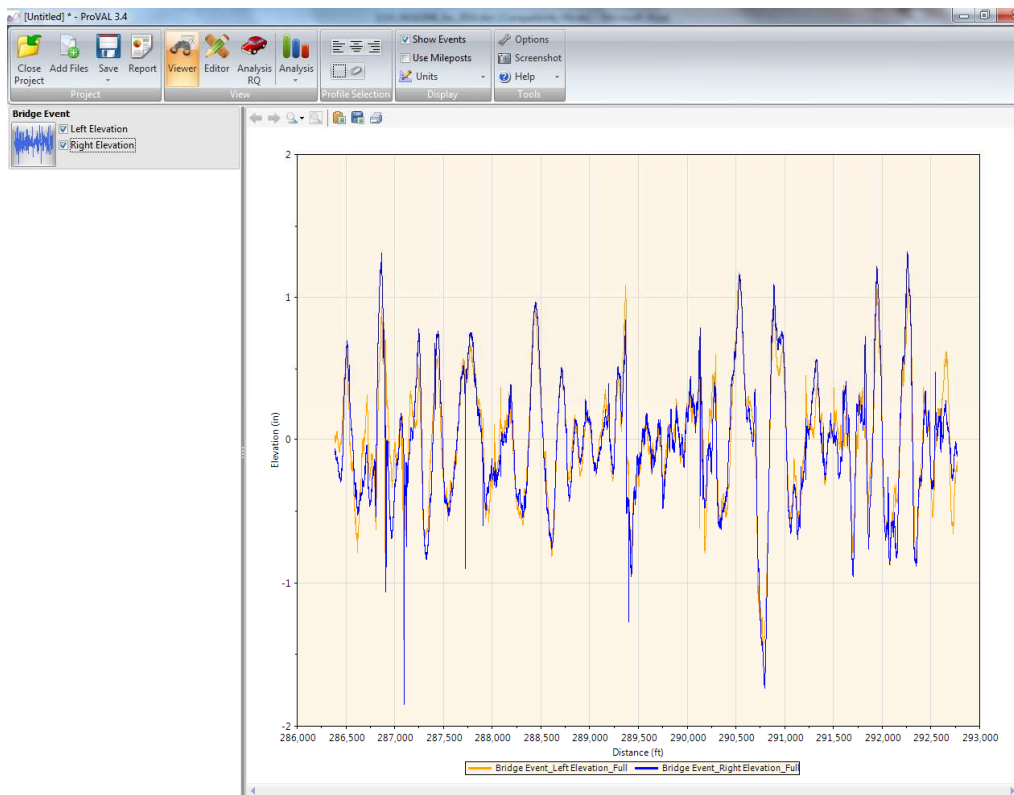 [Untitled] * - ProVAL 3.4
Close Project
Add Files
Save
Report
Viewer
Editor
Analysis RQ
Analysis
Show Events
Use Mileposts
Units
Options
Screenshot
Help
Project
View
Profile Selection
Display
Tools
Bridge Event
Left Elevation
Right Elevation
2
1
0
-1
-2
Elevation (in)
286,000 286,500 287,000 287,500 288,000 288,500 289,000 289,500 290,000 290,500 291,000 291,500 292,000 292,500 293,000
Distance (ft)
Bridge Event_Left Elevation_Full Bridge Event_Right Elevation_Full